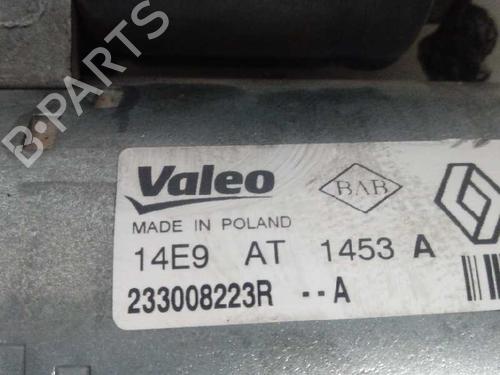 B-PARTS
Valeo
BAB
MADE IN POLAND
14E9 AT 1453 A
233008223R --A